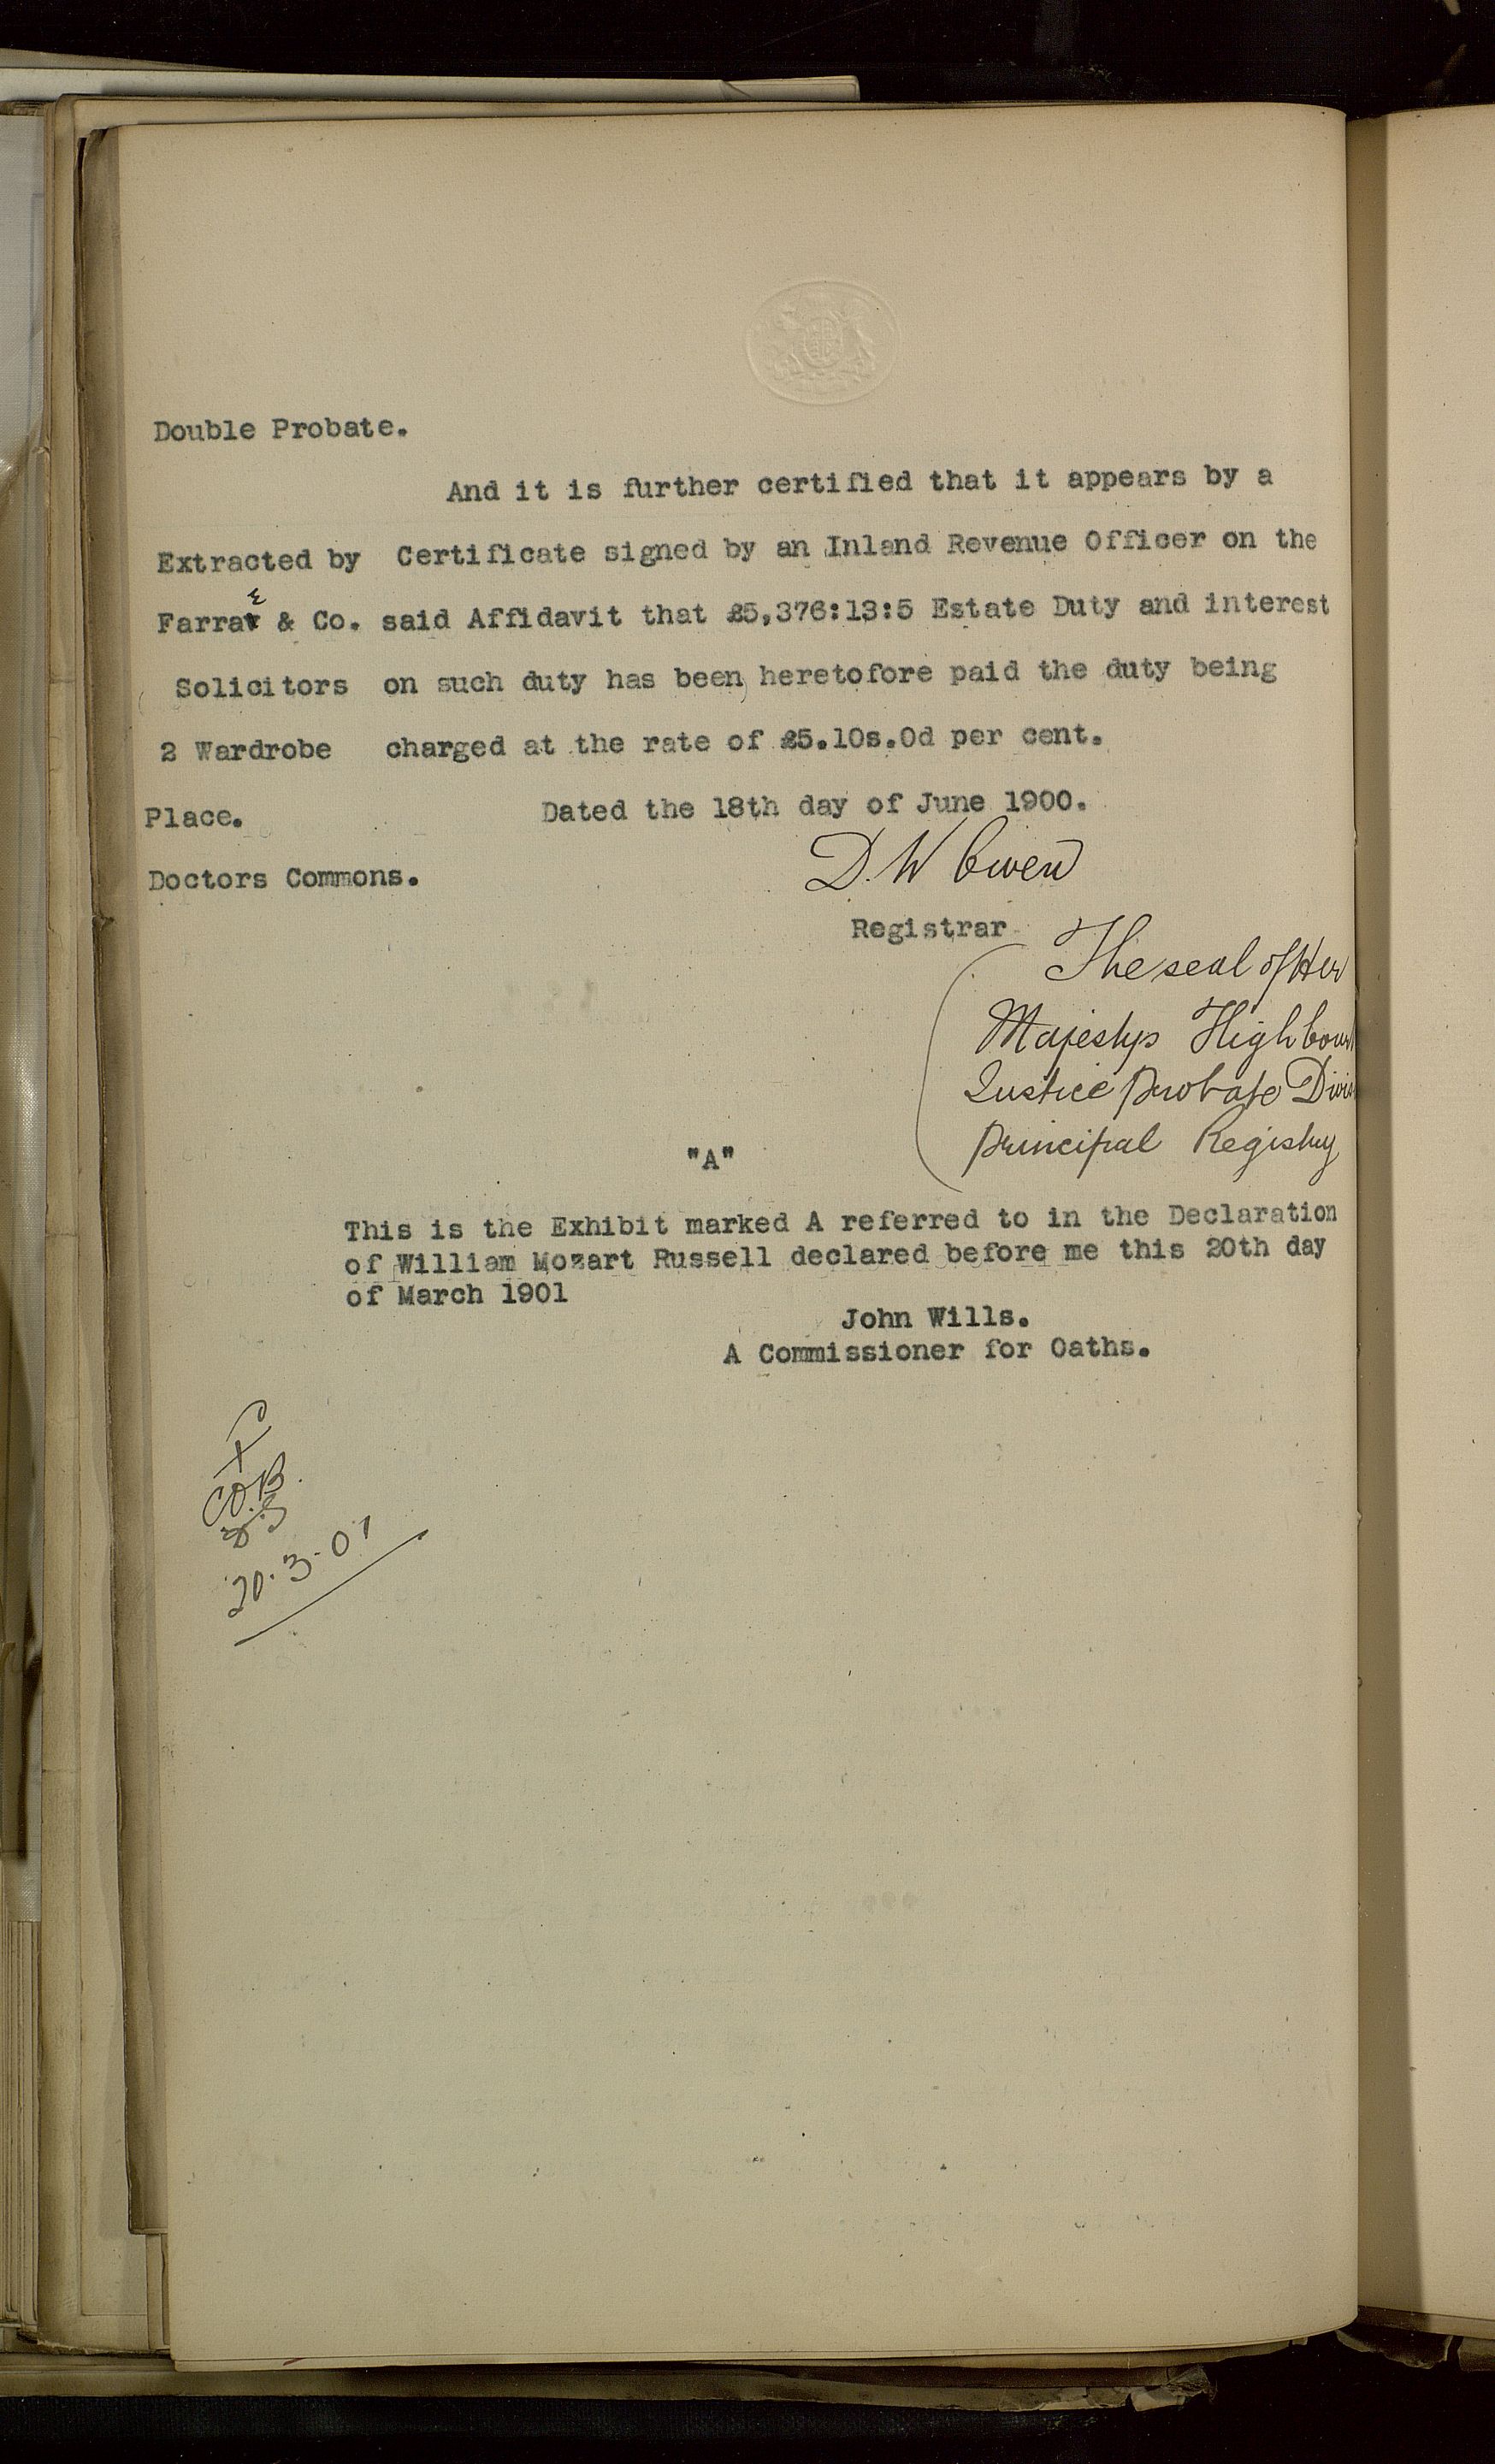 Double Probate.
And it is further certified that it appears by a
Extracted by Certificate signed by an Inland Revenue Officer on the
Farrar & Co. said Affidavit that £5,376:13:5 Estate Duty and interest
Solicitors on such duty has been heretofore paid the duty being
2 Wardrobe charged at the rate of £5.10s.0d per cent.
Place. Dated the 18th day of June 1900.
D. W Owen
Doctors Commons.
Registrar
The seal of Her
Majestys High Cour
Justice Probate Divis
Principal Registry
"A"
This is the Exhibit marked A referred to in the Declaration
of William Mozart Russell declared before me this 20th day
of March 1901
John Wills.
A Commissioner for Oaths.
20.3.01